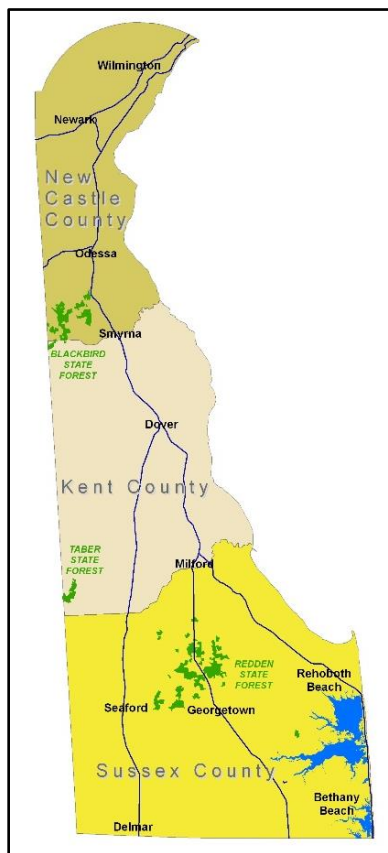 Wilmington
Newark
New
Castle
County
Odessa
Smyrna
BLACKBIRD
STATE
FOREST
Dover
Kent County
TABER
STATE
FOREST
Milford
REDDEN
STATE
FOREST
Rehoboth
Beach
Seaford
Georgetown
Sussex County
Bethany
Beach
Delmar